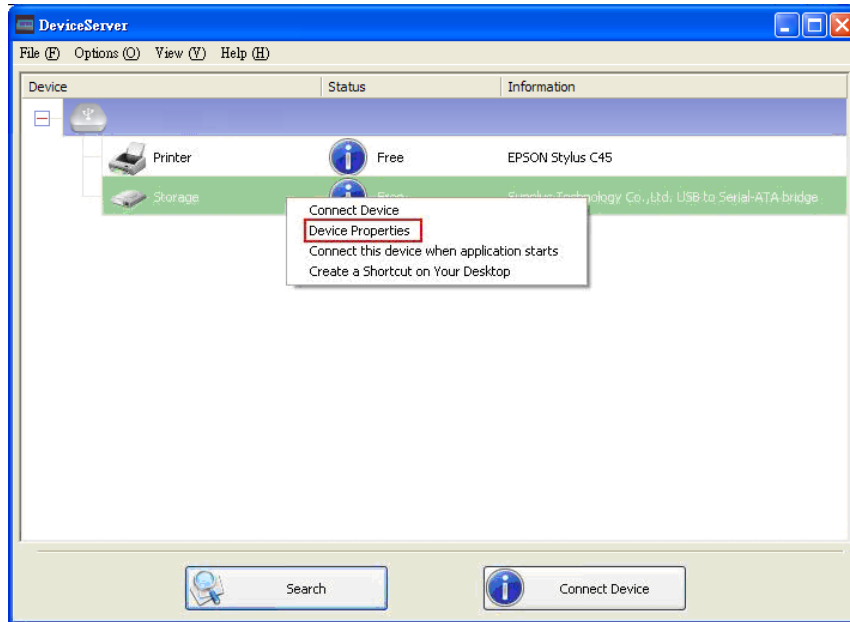 DeviceServer
File (F) Options (O) View (V) Help (H)
Device Status Information
Printer Free EPSON Stylus C45
Storage Free Sunplus Technology Co.,Ltd. USB to Serial-ATA bridge
Connect Device
Device Properties
Connect this device when application starts
Create a Shortcut on Your Desktop
Search Connect Device